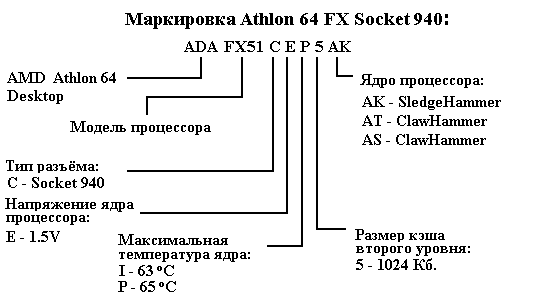 Маркировка Athlon 64 FX Socket 940:
ADA FX51 C E P 5 AK
AMD Athlon 64
Desktop
Модель процессора
Ядро процессора:
AK - SledgeHammer
AT - ClawHammer
AS - ClawHammer
Тип разъёма:
C - Socket 940
Напряжение ядра
процессора:
E - 1.5V
Максимальная
температура ядра:
I - 63 °C
P - 65 °C
Размер кэша
второго уровня:
5 - 1024 Кб.